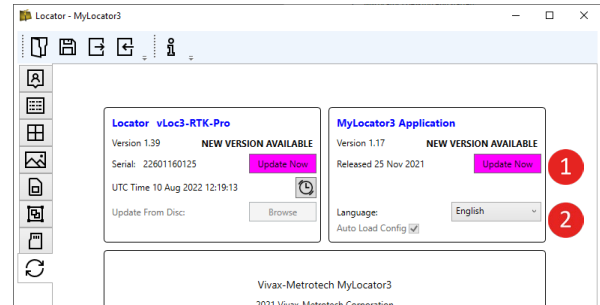 Locator - MyLocator3
Locator vLoc3-RTK-Pro
Version 1.39 NEW VERSION AVAILABLE
Serial: 22601160125 Update Now
UTC Time 10 Aug 2022 12:19:13
Update From Disc: Browse
MyLocator3 Application
Version 1.17 NEW VERSION AVAILABLE
Released 25 Nov 2021 Update Now
1
Language: English
2
Auto Load Config
Vivax-Metrotech MyLocator3
2021 Vivax-Metrotech Corporation